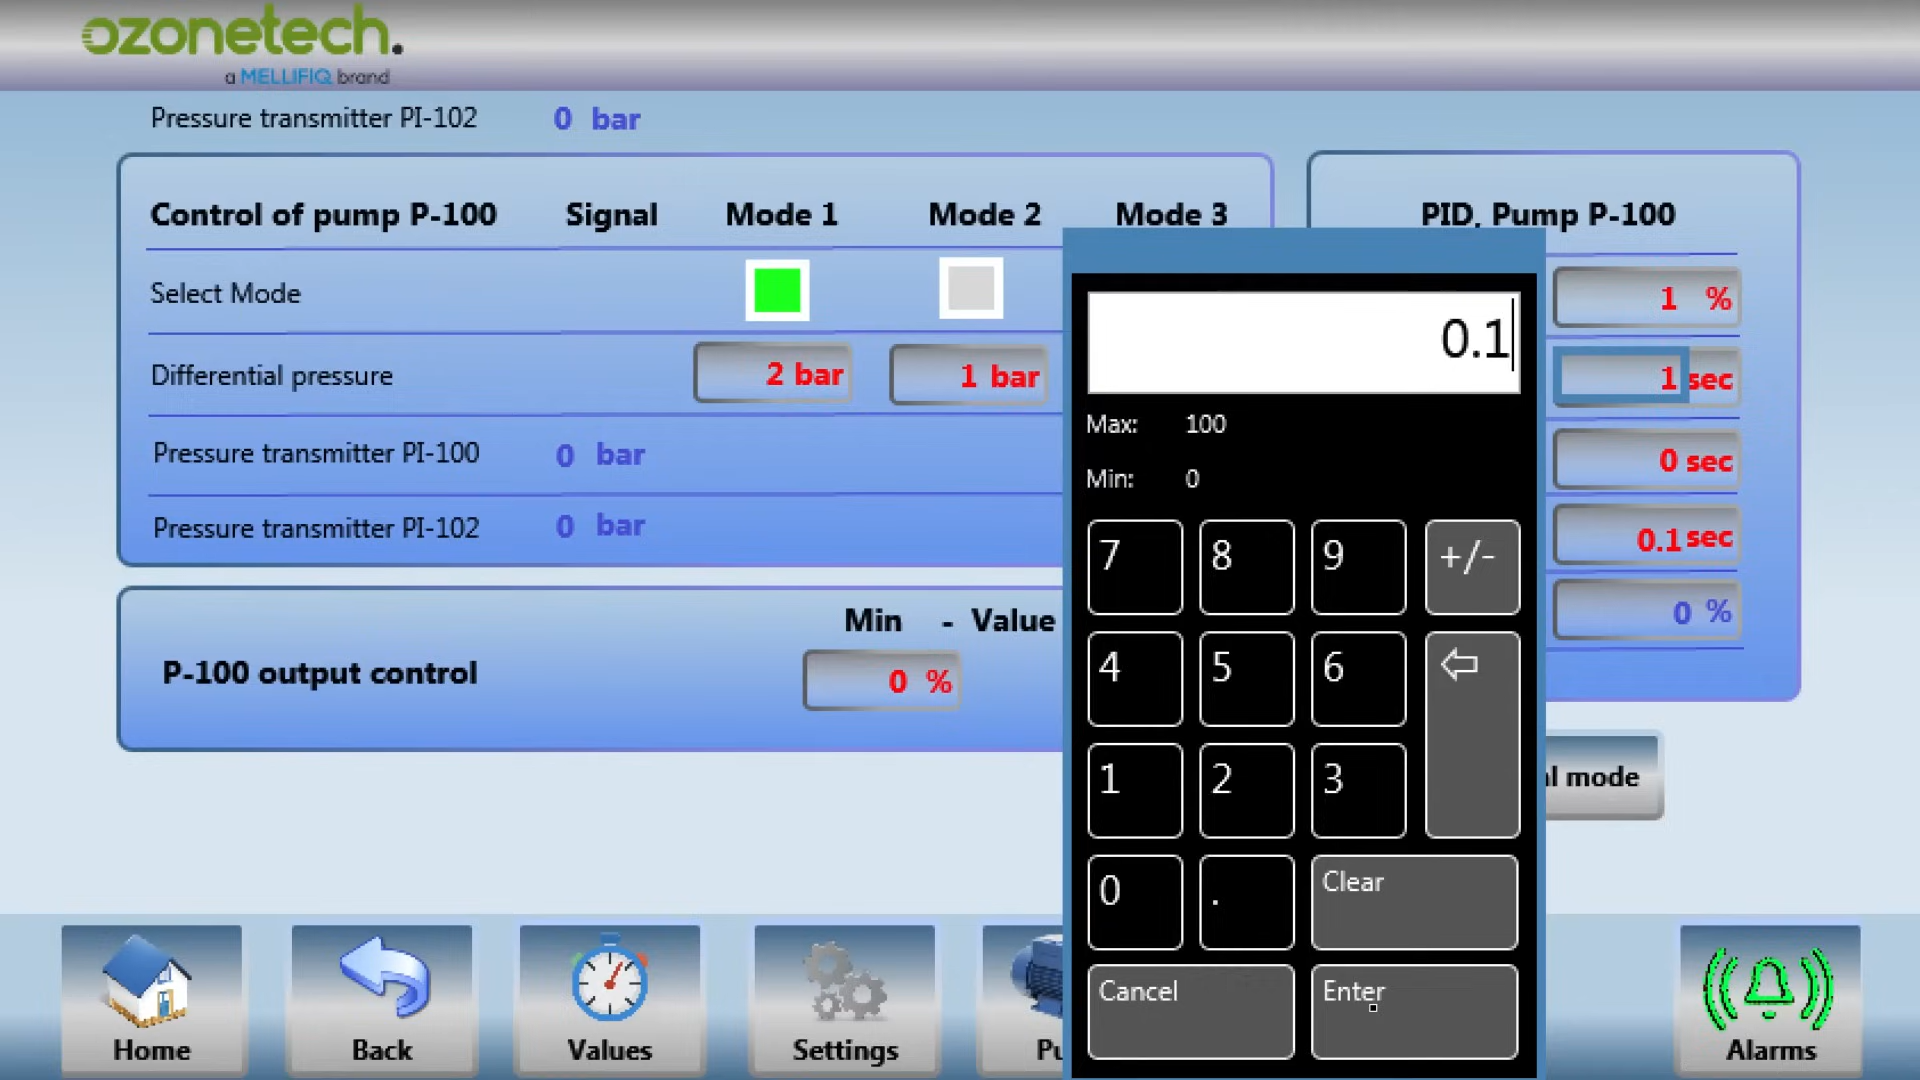 ozonetech.
a MELLIFIQ brand
Pressure transmitter PI-102 0 bar
Control of pump P-100 Signal Mode 1 Mode 2 Mode 3
Select Mode
Differential pressure 2 bar 1 bar
Pressure transmitter PI-100 0 bar
Pressure transmitter PI-102 0 bar
Min - Value
P-100 output control 0 %
PID, Pump P-100
1 %
1 sec
0 sec
0.1 sec
0 %
l mode
0.1
Max: 100
Min: 0
7 8 9 +/-
4 5 6
1 2 3
0 . Clear
Cancel Enter
Home Back Values Settings Pu Alarms